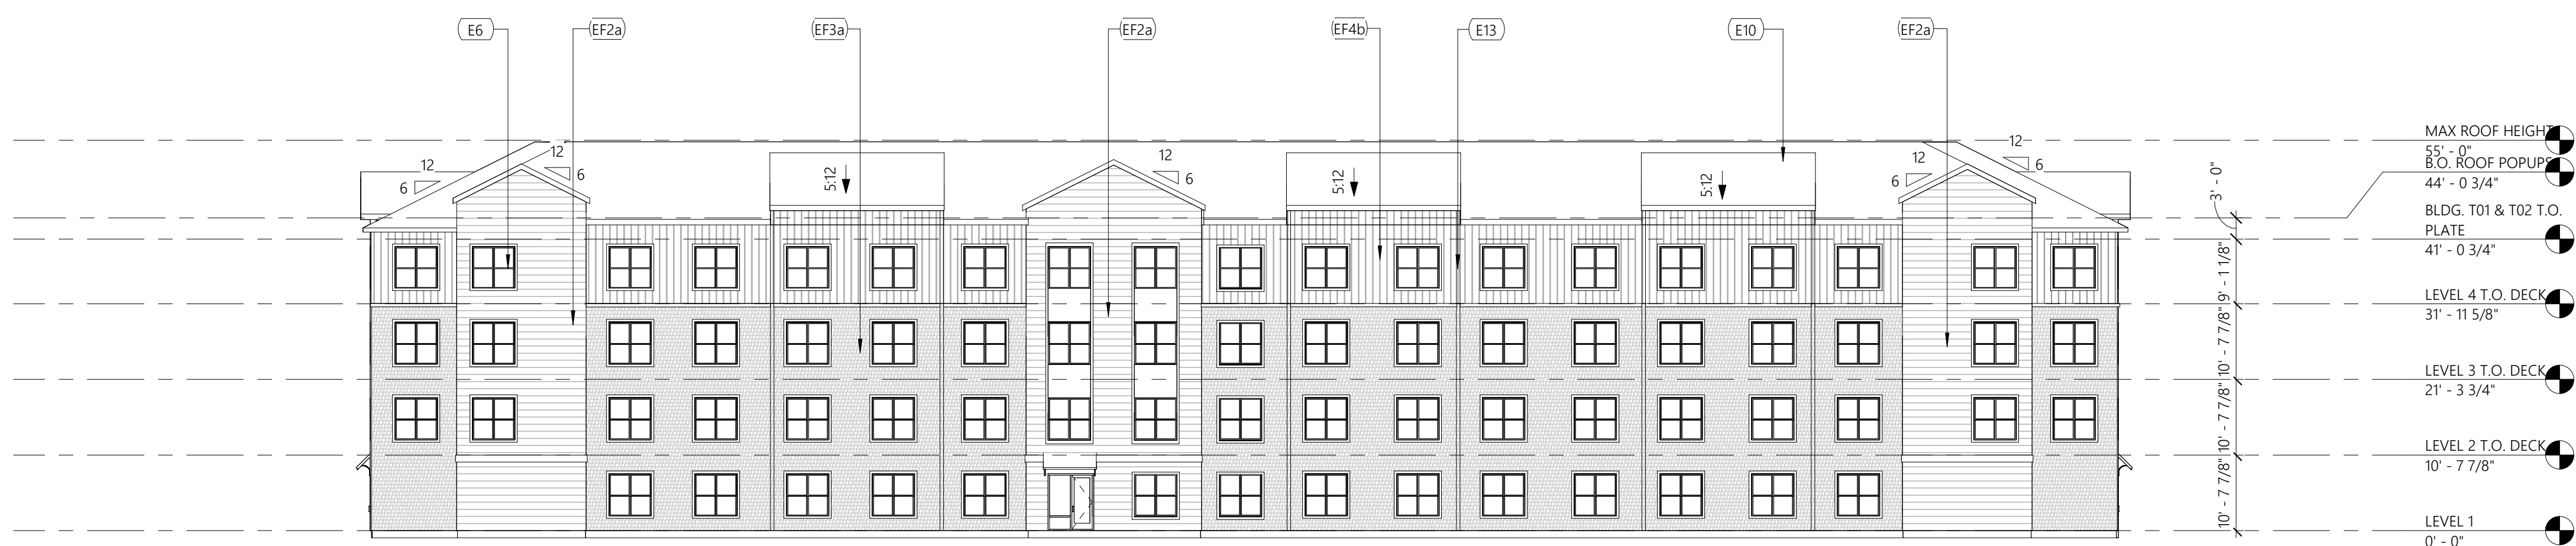 E6
EF2a
EF3a
EF2a
EF4b
E13
E10
EF2a
12
6
12
6
5:12
12
6
5:12
5:12
12
6
12
6
3' - 0"
9' - 1 1/8"
10' - 7 7/8"
10' - 7 7/8"
10' - 7 7/8"
MAX ROOF HEIGHT
55' - 0"
B.O. ROOF POPUPS
44' - 0 3/4"
BLDG. T01 & T02 T.O.
PLATE
41' - 0 3/4"
LEVEL 4 T.O. DECK
31' - 11 5/8"
LEVEL 3 T.O. DECK
21' - 3 3/4"
LEVEL 2 T.O. DECK
10' - 7 7/8"
LEVEL 1
0' - 0"